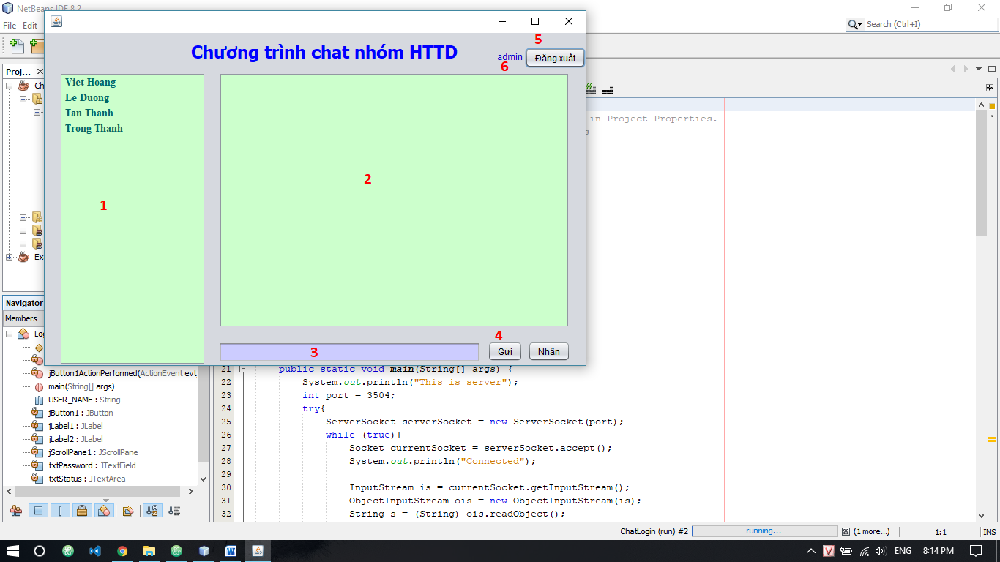 NetBeans IDE 8.2
File Edit
Search (Ctrl+I)
5
Chương trình chat nhóm HTTD
admin
Đăng xuất
6
Proj...
Viet Hoang
Le Duong
Tan Thanh
Trong Thanh
1
2
in Project Properties.
3
4
Gửi
Nhận
Navigator
Members
jButton1ActionPerformed(ActionEvent evt
main(String[] args)
USER_NAME : String
jButton1 : JButton
jLabel1 : JLabel
jLabel2 : JLabel
jScrollPane1 : JScrollPane
txtPassword : JTextField
txtStatus : JTextArea
21 public static void main(String[] args) {
22 System.out.println("This is server");
23 int port = 3504;
24 try{
25 ServerSocket serverSocket = new ServerSocket(port);
26 while (true){
27 Socket currentSocket = serverSocket.accept();
28 System.out.println("Connected");
29
30 InputStream is = currentSocket.getInputStream();
31 ObjectInputStream ois = new ObjectInputStream(is);
32 String s = (String) ois.readObject();
ChatLogin (run) #2 running... (1 more...) 1:1 INS
ENG 8:14 PM